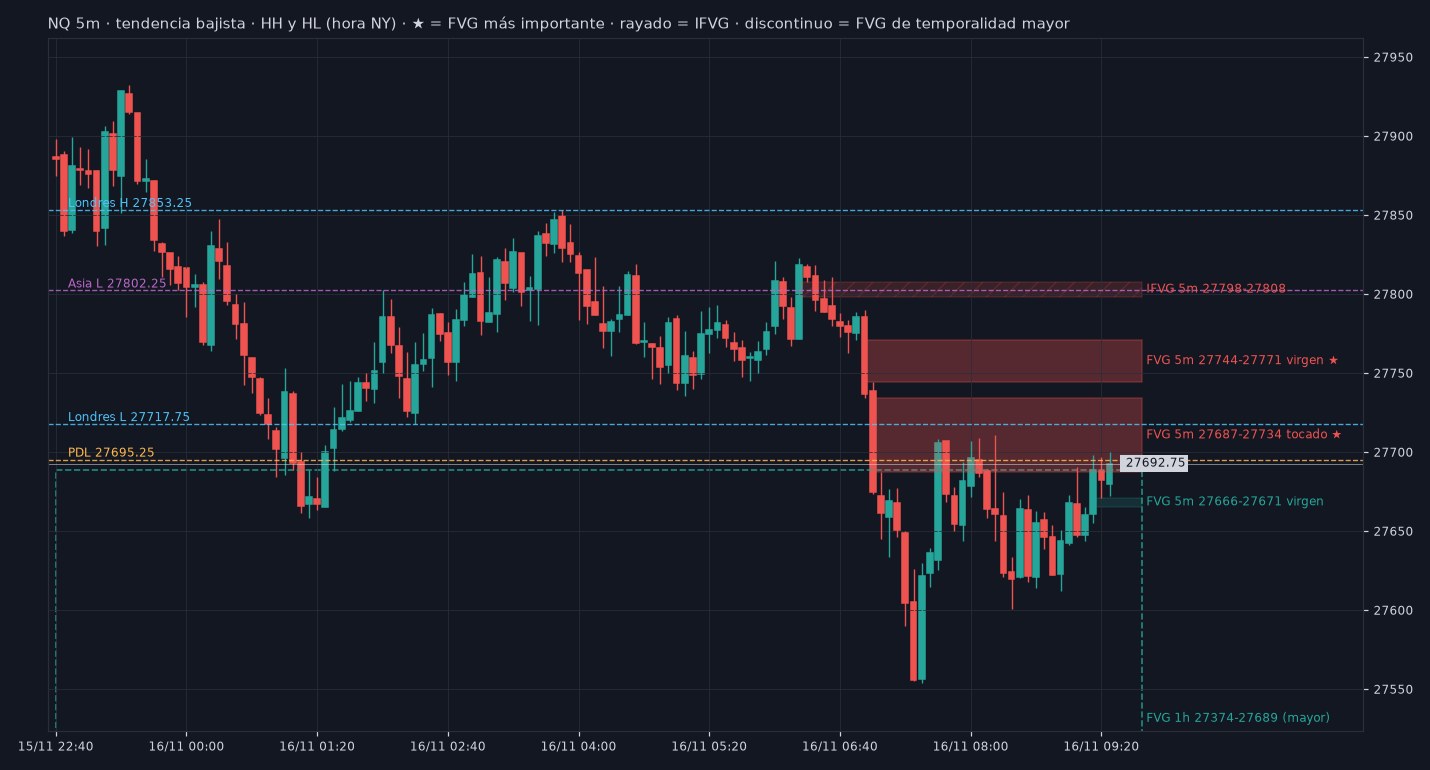 NQ 5m · tendencia bajista · HH y HL (hora NY) · ★ = FVG más importante · rayado = IFVG · discontinuo = FVG de temporalidad mayor
27950
27900
Londres H 27853.25
27850
Asia L 27802.25
IFVG 5m 27798-27808
27800
FVG 5m 27744-27771 virgen ★
27750
Londres L 27717.75
FVG 5m 27687-27734 tocado ★
PDL 27695.25
27700
27692.75
FVG 5m 27666-27671 virgen
27650
27600
27550
FVG 1h 27374-27689 (mayor)
15/11 22:40
16/11 00:00
16/11 01:20
16/11 02:40
16/11 04:00
16/11 05:20
16/11 06:40
16/11 08:00
16/11 09:20